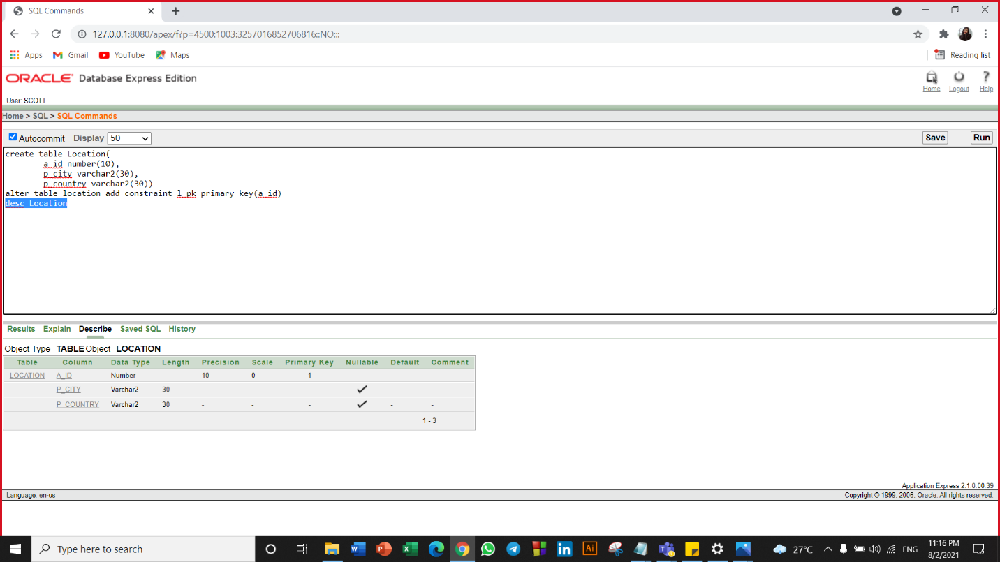 SQL Commands
127.0.0.1:8080/apex/f?p=4500:1003:3257016852706816::NO:::
Apps Gmail YouTube Maps Reading list
ORACLE Database Express Edition
Home Logout Help
User: SCOTT
Home > SQL > SQL Commands
Autocommit Display 50 Save Run
create table Location(
a_id number(10),
p_city varchar2(30),
p_country varchar2(30))
alter table location add constraint l_pk primary key(a_id)
desc Location
Results Explain Describe Saved SQL History
Object Type TABLE Object LOCATION
Table Column Data Type Length Precision Scale Primary Key Nullable Default Comment
LOCATION A_ID Number - 10 0 1 - - -
P_CITY Varchar2 30 - - - - -
P_COUNTRY Varchar2 30 - - - - -
1 - 3
Application Express 2.1.0.00.39
Language: en-us Copyright © 1999, 2006, Oracle. All rights reserved.
Type here to search 27°C ENG 11:16 PM
8/2/2021